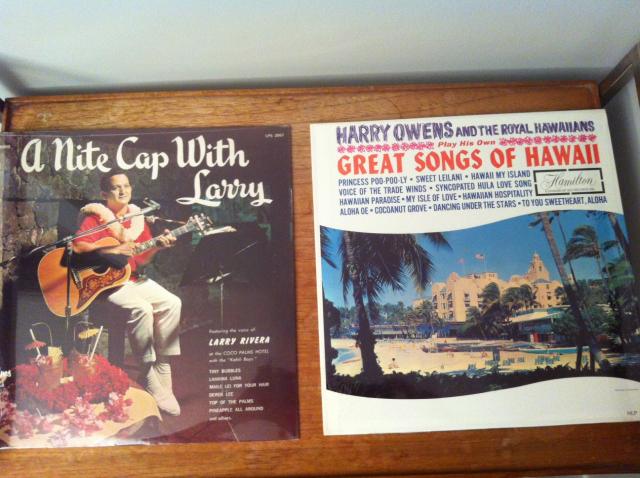 LPS 2007
A Nite Cap With
Larry
Featuring the voice of
LARRY RIVERA
at the COCO PALMS HOTEL
with the "Kahili Boys"
TINY BUBBLES
LAHAINA LUNA
MAILE LEI FOR YOUR HAIR
DEREK LEE
TOP OF THE PALMS
PINEAPPLE ALL AROUND
and others.
HARRY OWENS AND THE ROYAL HAWAIIANS
Play His Own
GREAT SONGS OF HAWAII
PRINCESS POO-POO-LY • SWEET LEILANI • HAWAII MY ISLAND
VOICE OF THE TRADE WINDS • SYNCOPATED HULA LOVE SONG
HAWAIIAN PARADISE • MY ISLE OF LOVE • HAWAIIAN HOSPITALITY
ALOHA OE • COCOANUT GROVE • DANCING UNDER THE STARS • TO YOU SWEETHEART, ALOHA
Hamilton
HLP